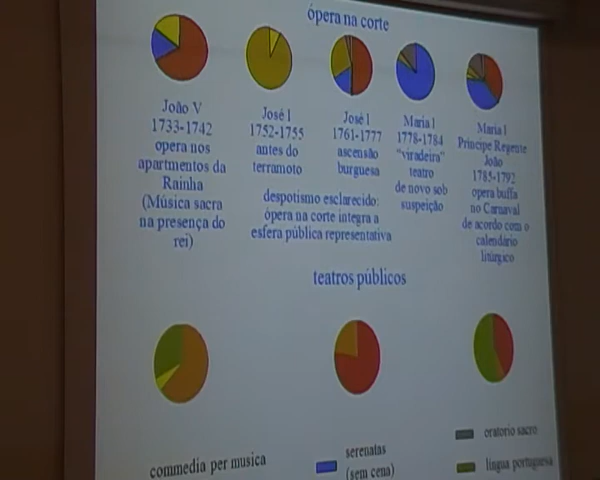 ópera na corte
João V
1733-1742
opera nos
apartmentos da
Rainha
(Música sacra
na presença do
rei)
José I
1752-1755
antes do
terramoto
José I
1761-1777
ascensão
burguesa
despotismo esclarecido:
ópera na corte integra a
esfera pública representativa
Maria I
1778-1784
"viradeira"
teatro
de novo sob
suspeição
Maria I
Príncipe Regente
João
1785-1792
opera buffa
no Carnaval
de acordo com o
calendário
litúrgico
teatros públicos
commedia per musica
serenatas
(sem cena)
oratorio sacro
língua portuguesa